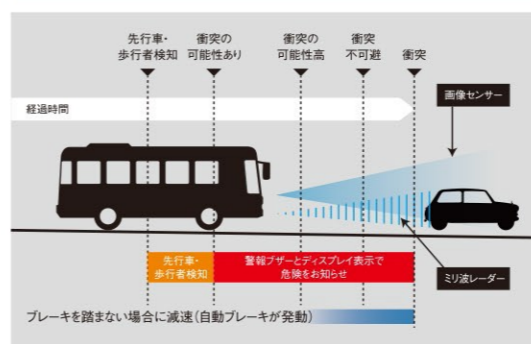 先行車・
歩行者検知
衝突の
可能性あり
衝突の
可能性高
衝突
不可避
衝突
経過時間
画像センサー
先行車・
歩行者検知
警報ブザーとディスプレイ表示で
危険をお知らせ
ミリ波レーダー
ブレーキを踏まない場合に減速(自動ブレーキが発動)